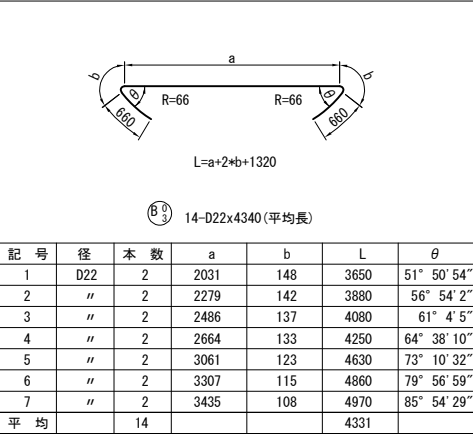 a
b
b
θ
R=66
R=66
θ
660
660
L=a+2*b+1320
B 0 3 14-D22x4340(平均長)
記 号 径 本 数 a b L θ
1 D22 2 2031 148 3650 51° 50′54″
2 〃 2 2279 142 3880 56° 54′2″
3 〃 2 2486 137 4080 61° 4′5″
4 〃 2 2664 133 4250 64° 38′10″
5 〃 2 3061 123 4630 73° 10′32″
6 〃 2 3307 115 4860 79° 56′59″
7 〃 2 3435 108 4970 85° 54′29″
平 均 14 4331